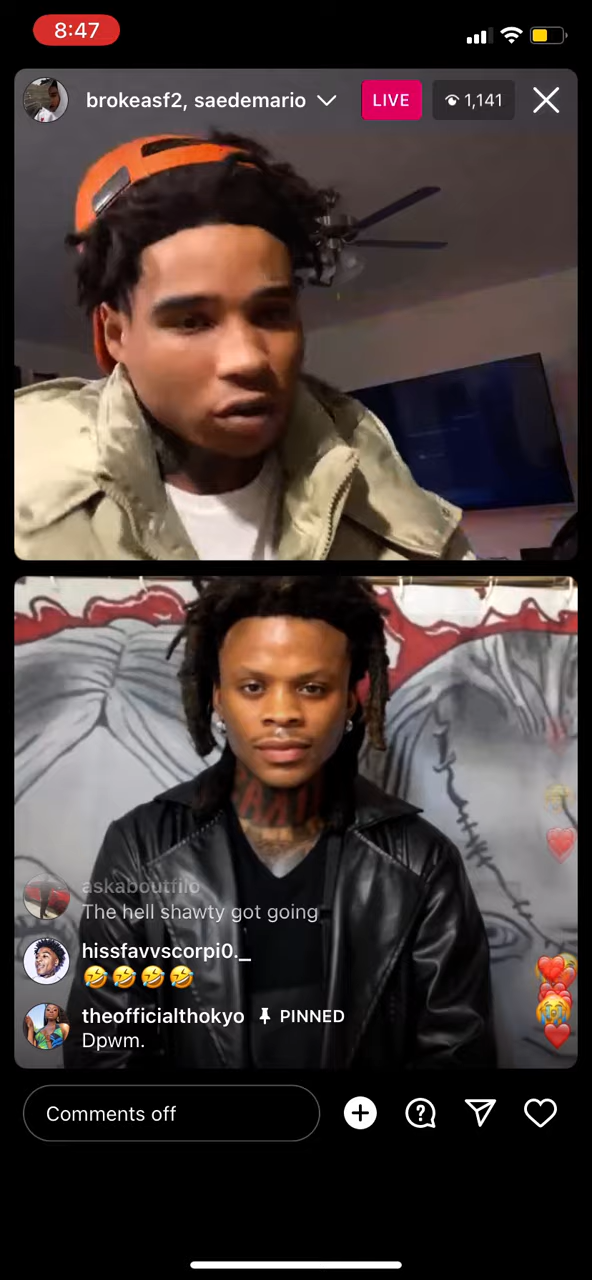 8:47
brokeasf2, saedemario
LIVE
1,141
askaboutfilo
The hell shawty got going
hissfavvscorpi0._
🤣🤣🤣🤣
theofficialthokyo PINNED
Dpwm.
Comments off